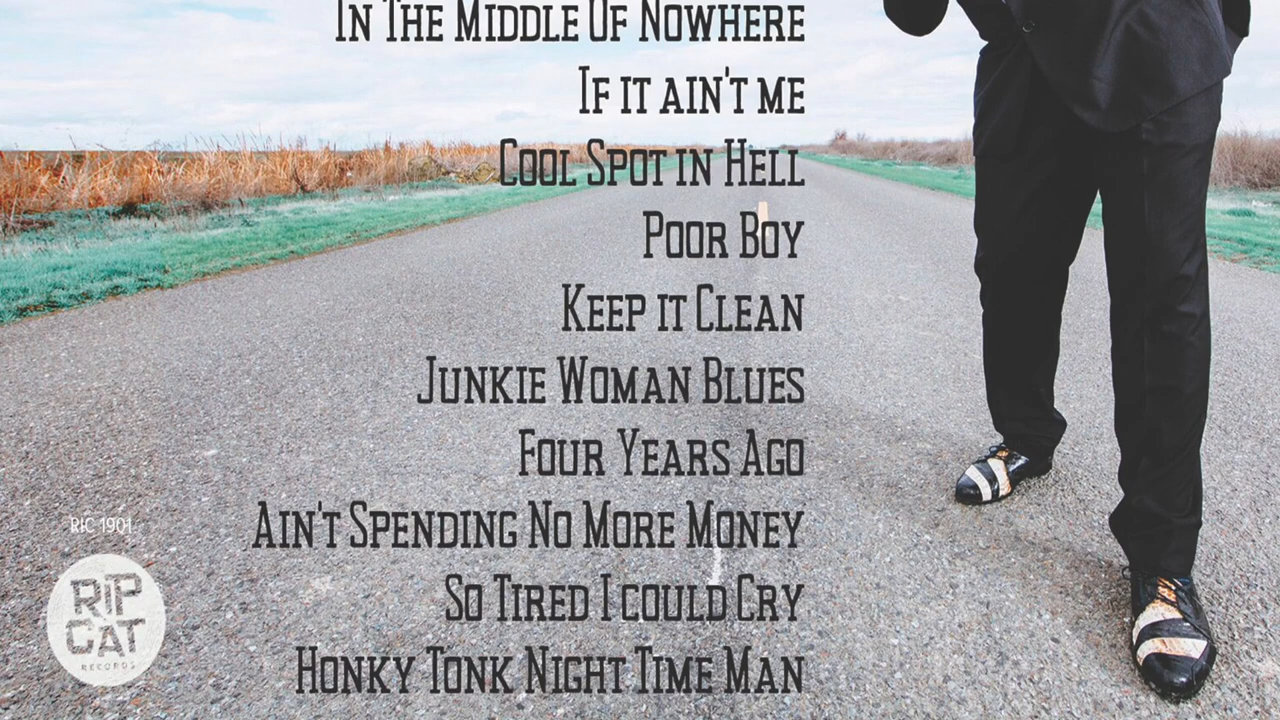 In The Middle Of Nowhere
If it ain't me
Cool Spot in Hell
Poor Boy
Keep it Clean
Junkie Woman Blues
Four Years Ago
Ain't Spending No More Money
So Tired I could Cry
Honky Tonk Night Time Man
RIC 1901
RIP
CAT
RECORDS